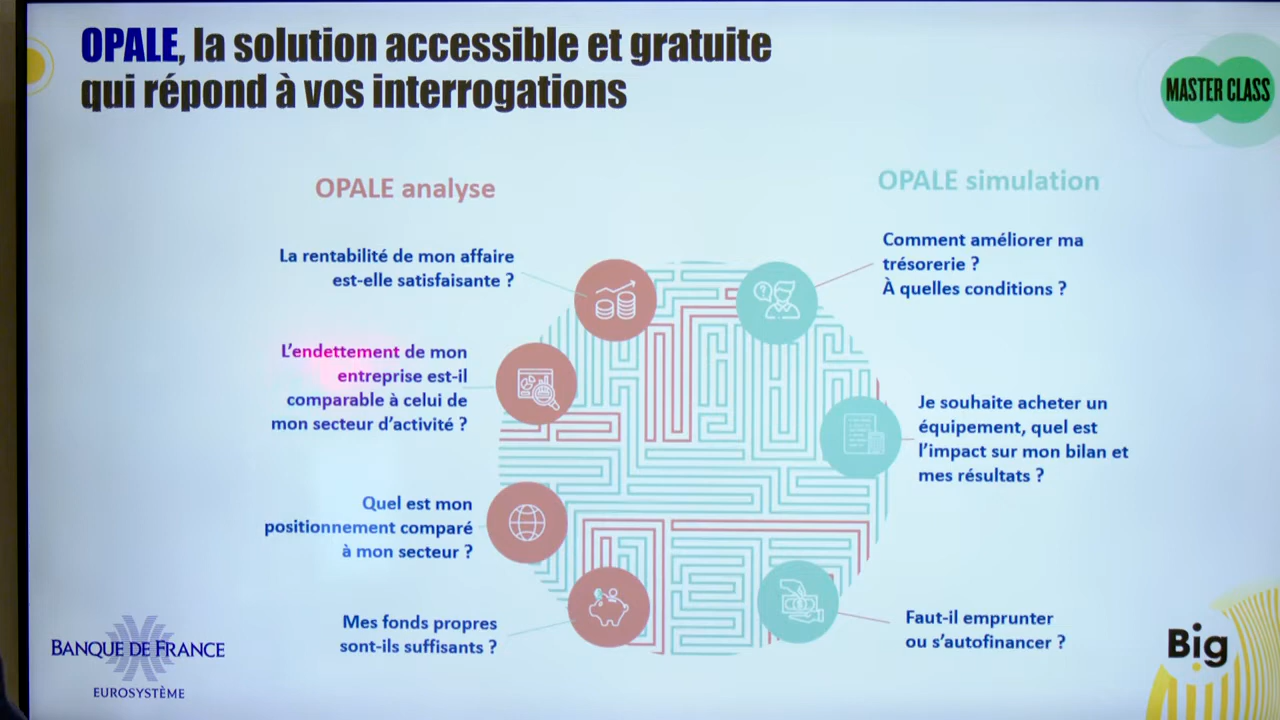 OPALE, la solution accessible et gratuite
qui répond à vos interrogations
MASTER CLASS
OPALE analyse
La rentabilité de mon affaire
est-elle satisfaisante ?
L'endettement de mon
entreprise est-il
comparable à celui de
mon secteur d'activité ?
Quel est mon
positionnement comparé
à mon secteur ?
Mes fonds propres
sont-ils suffisants ?
OPALE simulation
Comment améliorer ma
trésorerie ?
À quelles conditions ?
Je souhaite acheter un
équipement, quel est
l'impact sur mon bilan et
mes résultats ?
Faut-il emprunter
ou s'autofinancer ?
BANQUE DE FRANCE
EUROSYSTÈME
Big